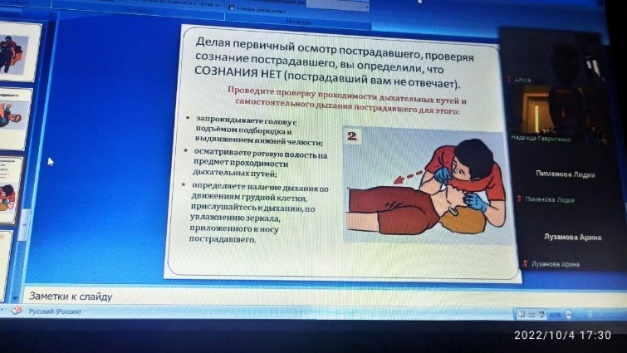 Делая первичный осмотр пострадавшего, проверяя
сознание пострадавшего, вы определили, что
СОЗНАНИЯ НЕТ (пострадавший вам не отвечает).
Проведите проверку проходимости дыхательных путей и
самостоятельного дыхания пострадавшего для этого:
запрокидываете голову с
подъёмом подбородка и
выдвижением нижней челюсти;
осматриваете ротовую полость на
предмет проходимости
дыхательных путей;
определяете наличие дыхания по
движениям грудной клетки,
прислушайтесь к дыханию, по
увлажнению зеркала,
приложенного к носу
пострадавшего.
2
Надежда Гавриленко
Пименова Лидия
Пименова Лидия
Лузанова Арина
Лузанова Арина
Заметки к слайду
Русский (Россия)
2022/10/4 17:30